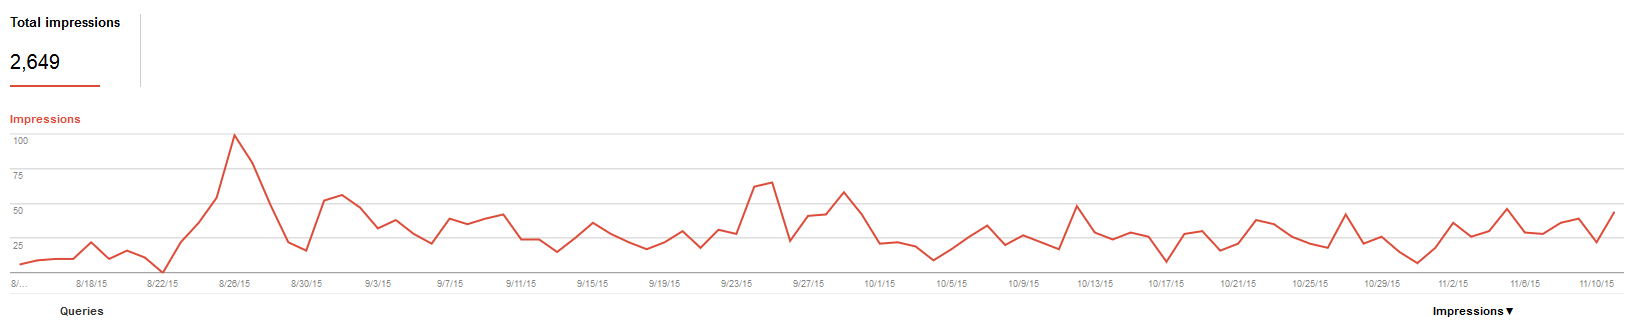 Total impressions
2,649
Impressions
100
75
50
25
8/... 8/18/15 8/22/15 8/26/15 8/30/15 9/3/15 9/7/15 9/11/15 9/15/15 9/19/15 9/23/15 9/27/15 10/1/15 10/5/15 10/9/15 10/13/15 10/17/15 10/21/15 10/25/15 10/29/15 11/2/15 11/6/15 11/10/15
Queries Impressions▼